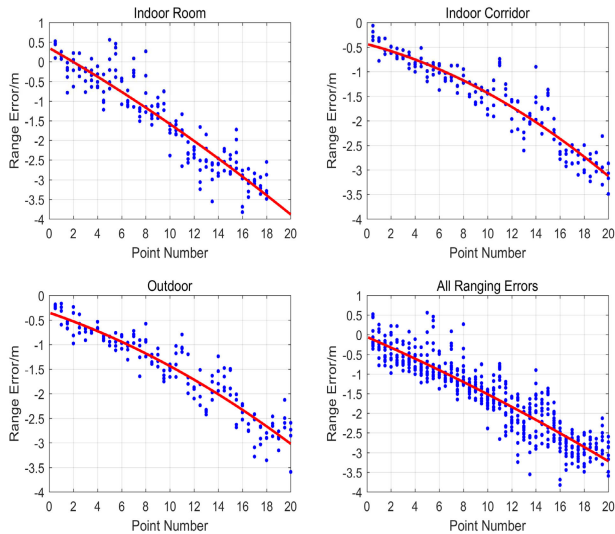 Indoor Room
1
0.5
0
-0.5
-1
-1.5
-2
-2.5
-3
-3.5
-4
Range Error/m
0 2 4 6 8 10 12 14 16 18 20
Point Number
Indoor Corridor
0
-0.5
-1
-1.5
-2
-2.5
-3
-3.5
-4
Range Error/m
0 2 4 6 8 10 12 14 16 18 20
Point Number
Outdoor
0
-0.5
-1
-1.5
-2
-2.5
-3
-3.5
-4
Range Error/m
0 2 4 6 8 10 12 14 16 18 20
Point Number
All Ranging Errors
1
0.5
0
-0.5
-1
-1.5
-2
-2.5
-3
-3.5
-4
Range Error/m
0 2 4 6 8 10 12 14 16 18 20
Point Number